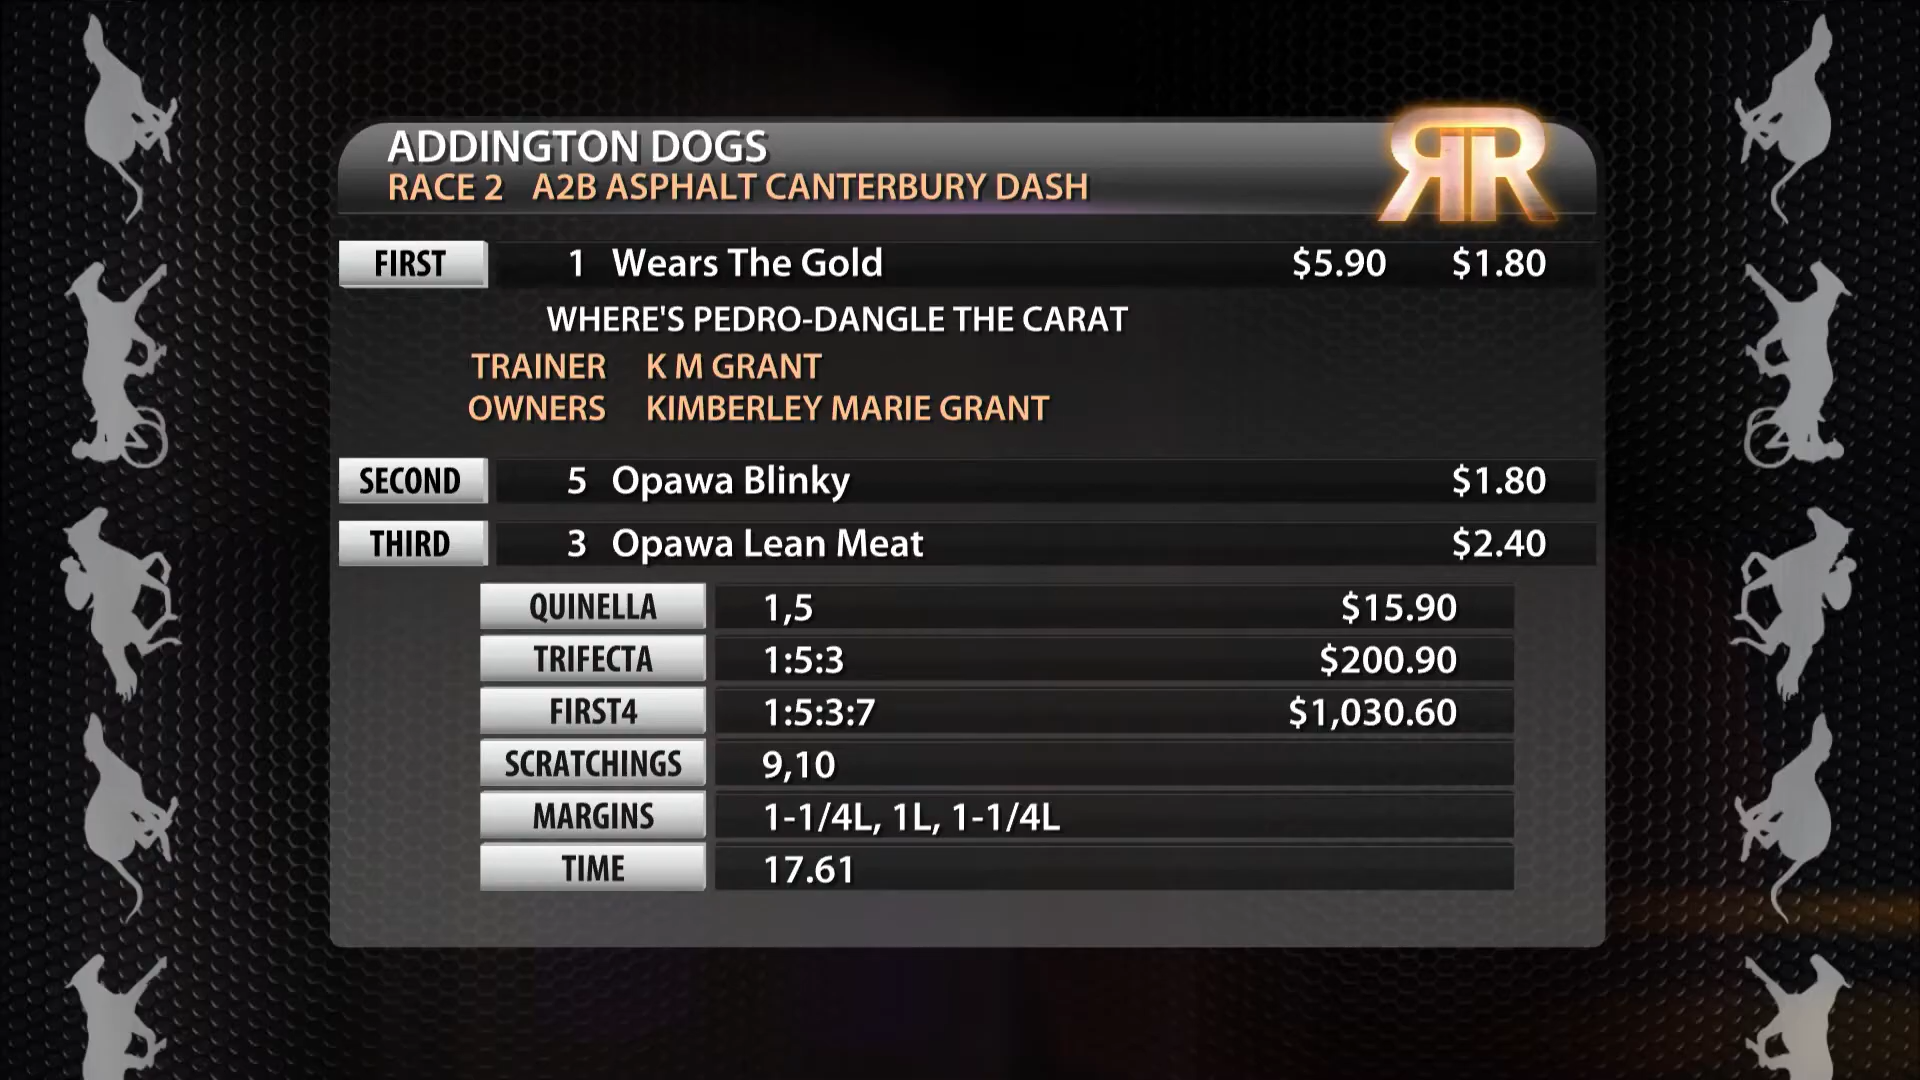 ADDINGTON DOGS
RACE 2 A2B ASPHALT CANTERBURY DASH
RR
FIRST 1 Wears The Gold $5.90 $1.80
WHERE'S PEDRO-DANGLE THE CARAT
TRAINER K M GRANT
OWNERS KIMBERLEY MARIE GRANT
SECOND 5 Opawa Blinky $1.80
THIRD 3 Opawa Lean Meat $2.40
QUINELLA 1,5 $15.90
TRIFECTA 1:5:3 $200.90
FIRST4 1:5:3:7 $1,030.60
SCRATCHINGS 9,10
MARGINS 1-1/4L, 1L, 1-1/4L
TIME 17.61